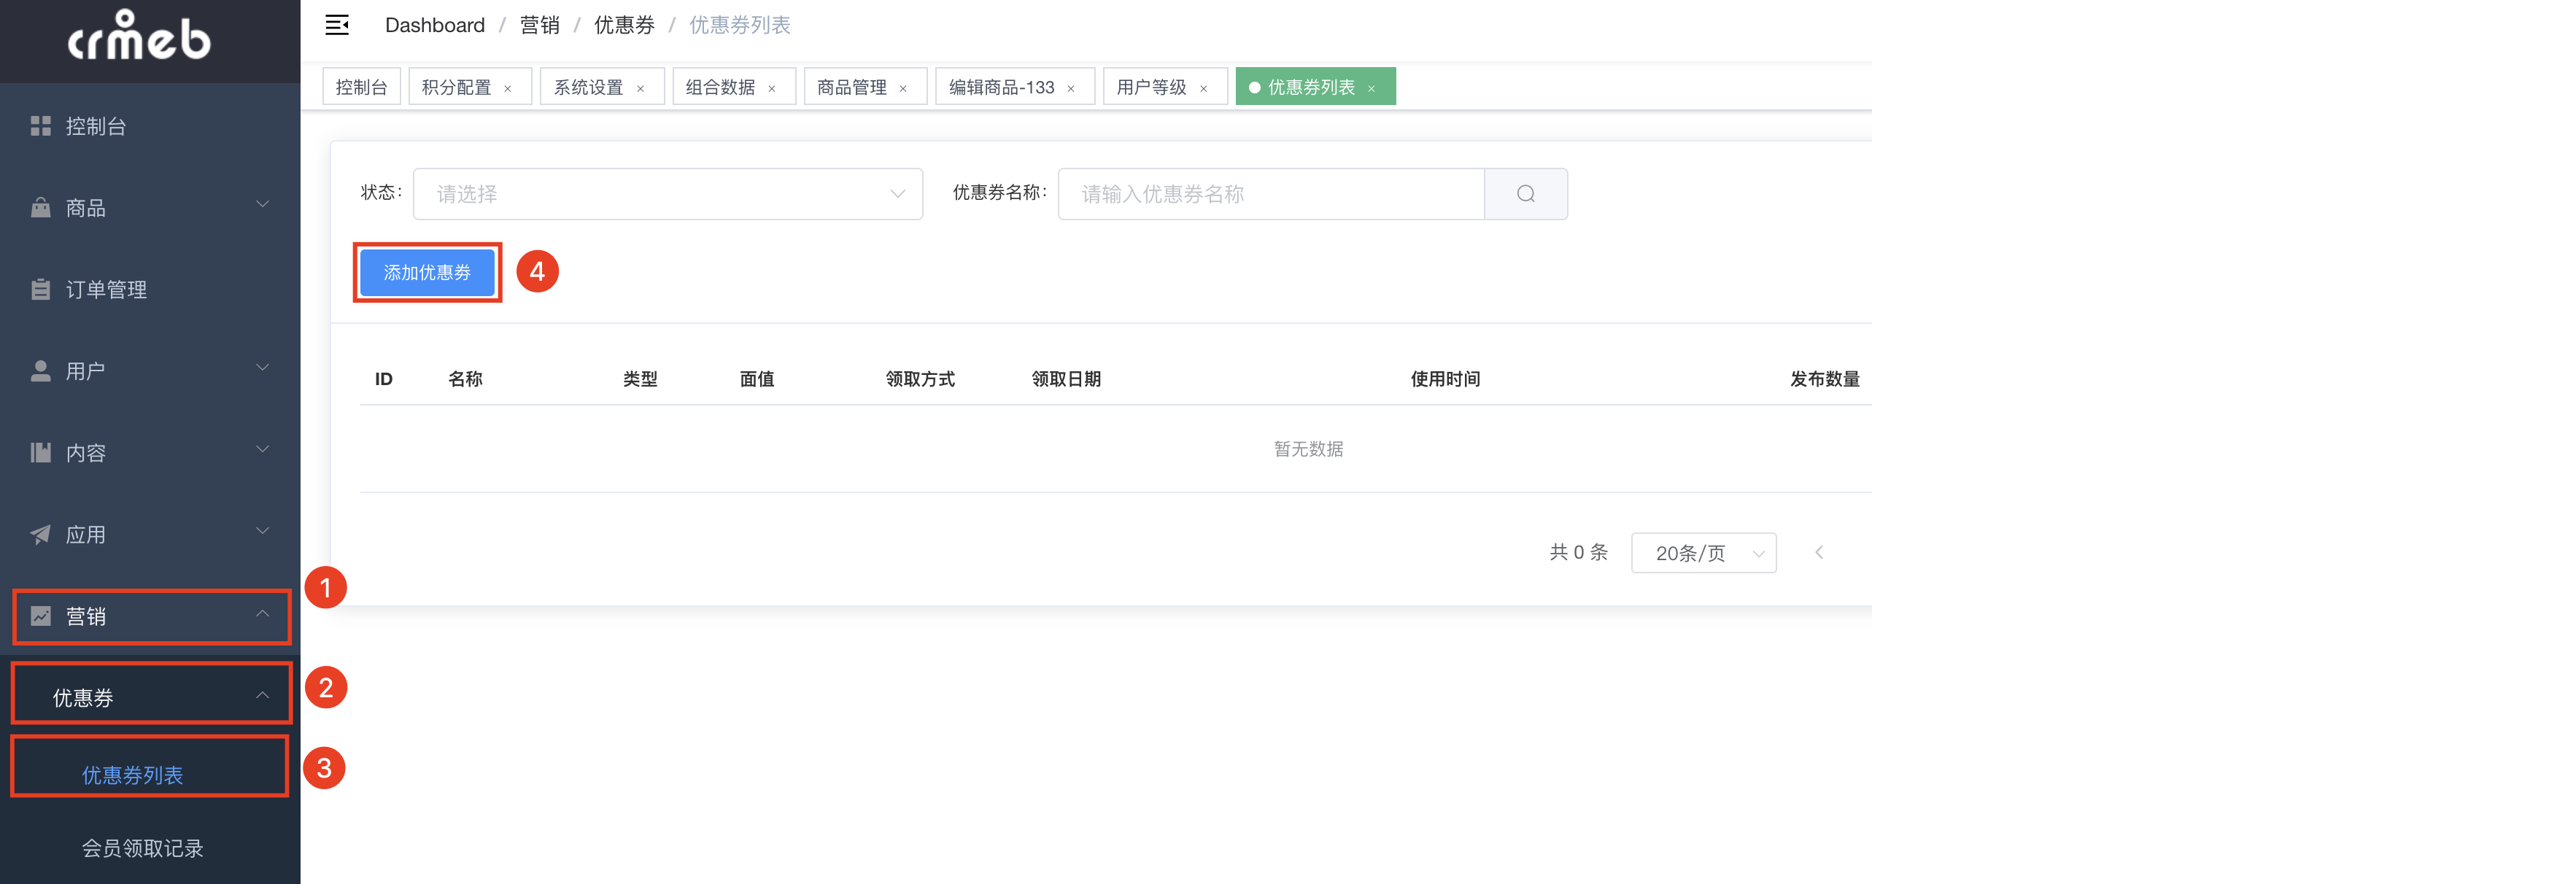 crmeb
Dashboard / 营销 / 优惠券 / 优惠券列表
控制台 积分配置 × 系统设置 × 组合数据 × 商品管理 × 编辑商品-133 × 用户等级 × 优惠券列表 ×
控制台
商品
订单管理
用户
内容
应用
营销 1
优惠券 2
优惠券列表 3
会员领取记录
状态: 请选择 优惠券名称: 请输入优惠券名称
添加优惠劵 4
ID 名称 类型 面值 领取方式 领取日期 使用时间 发布数量
暂无数据
共 0 条 20条/页